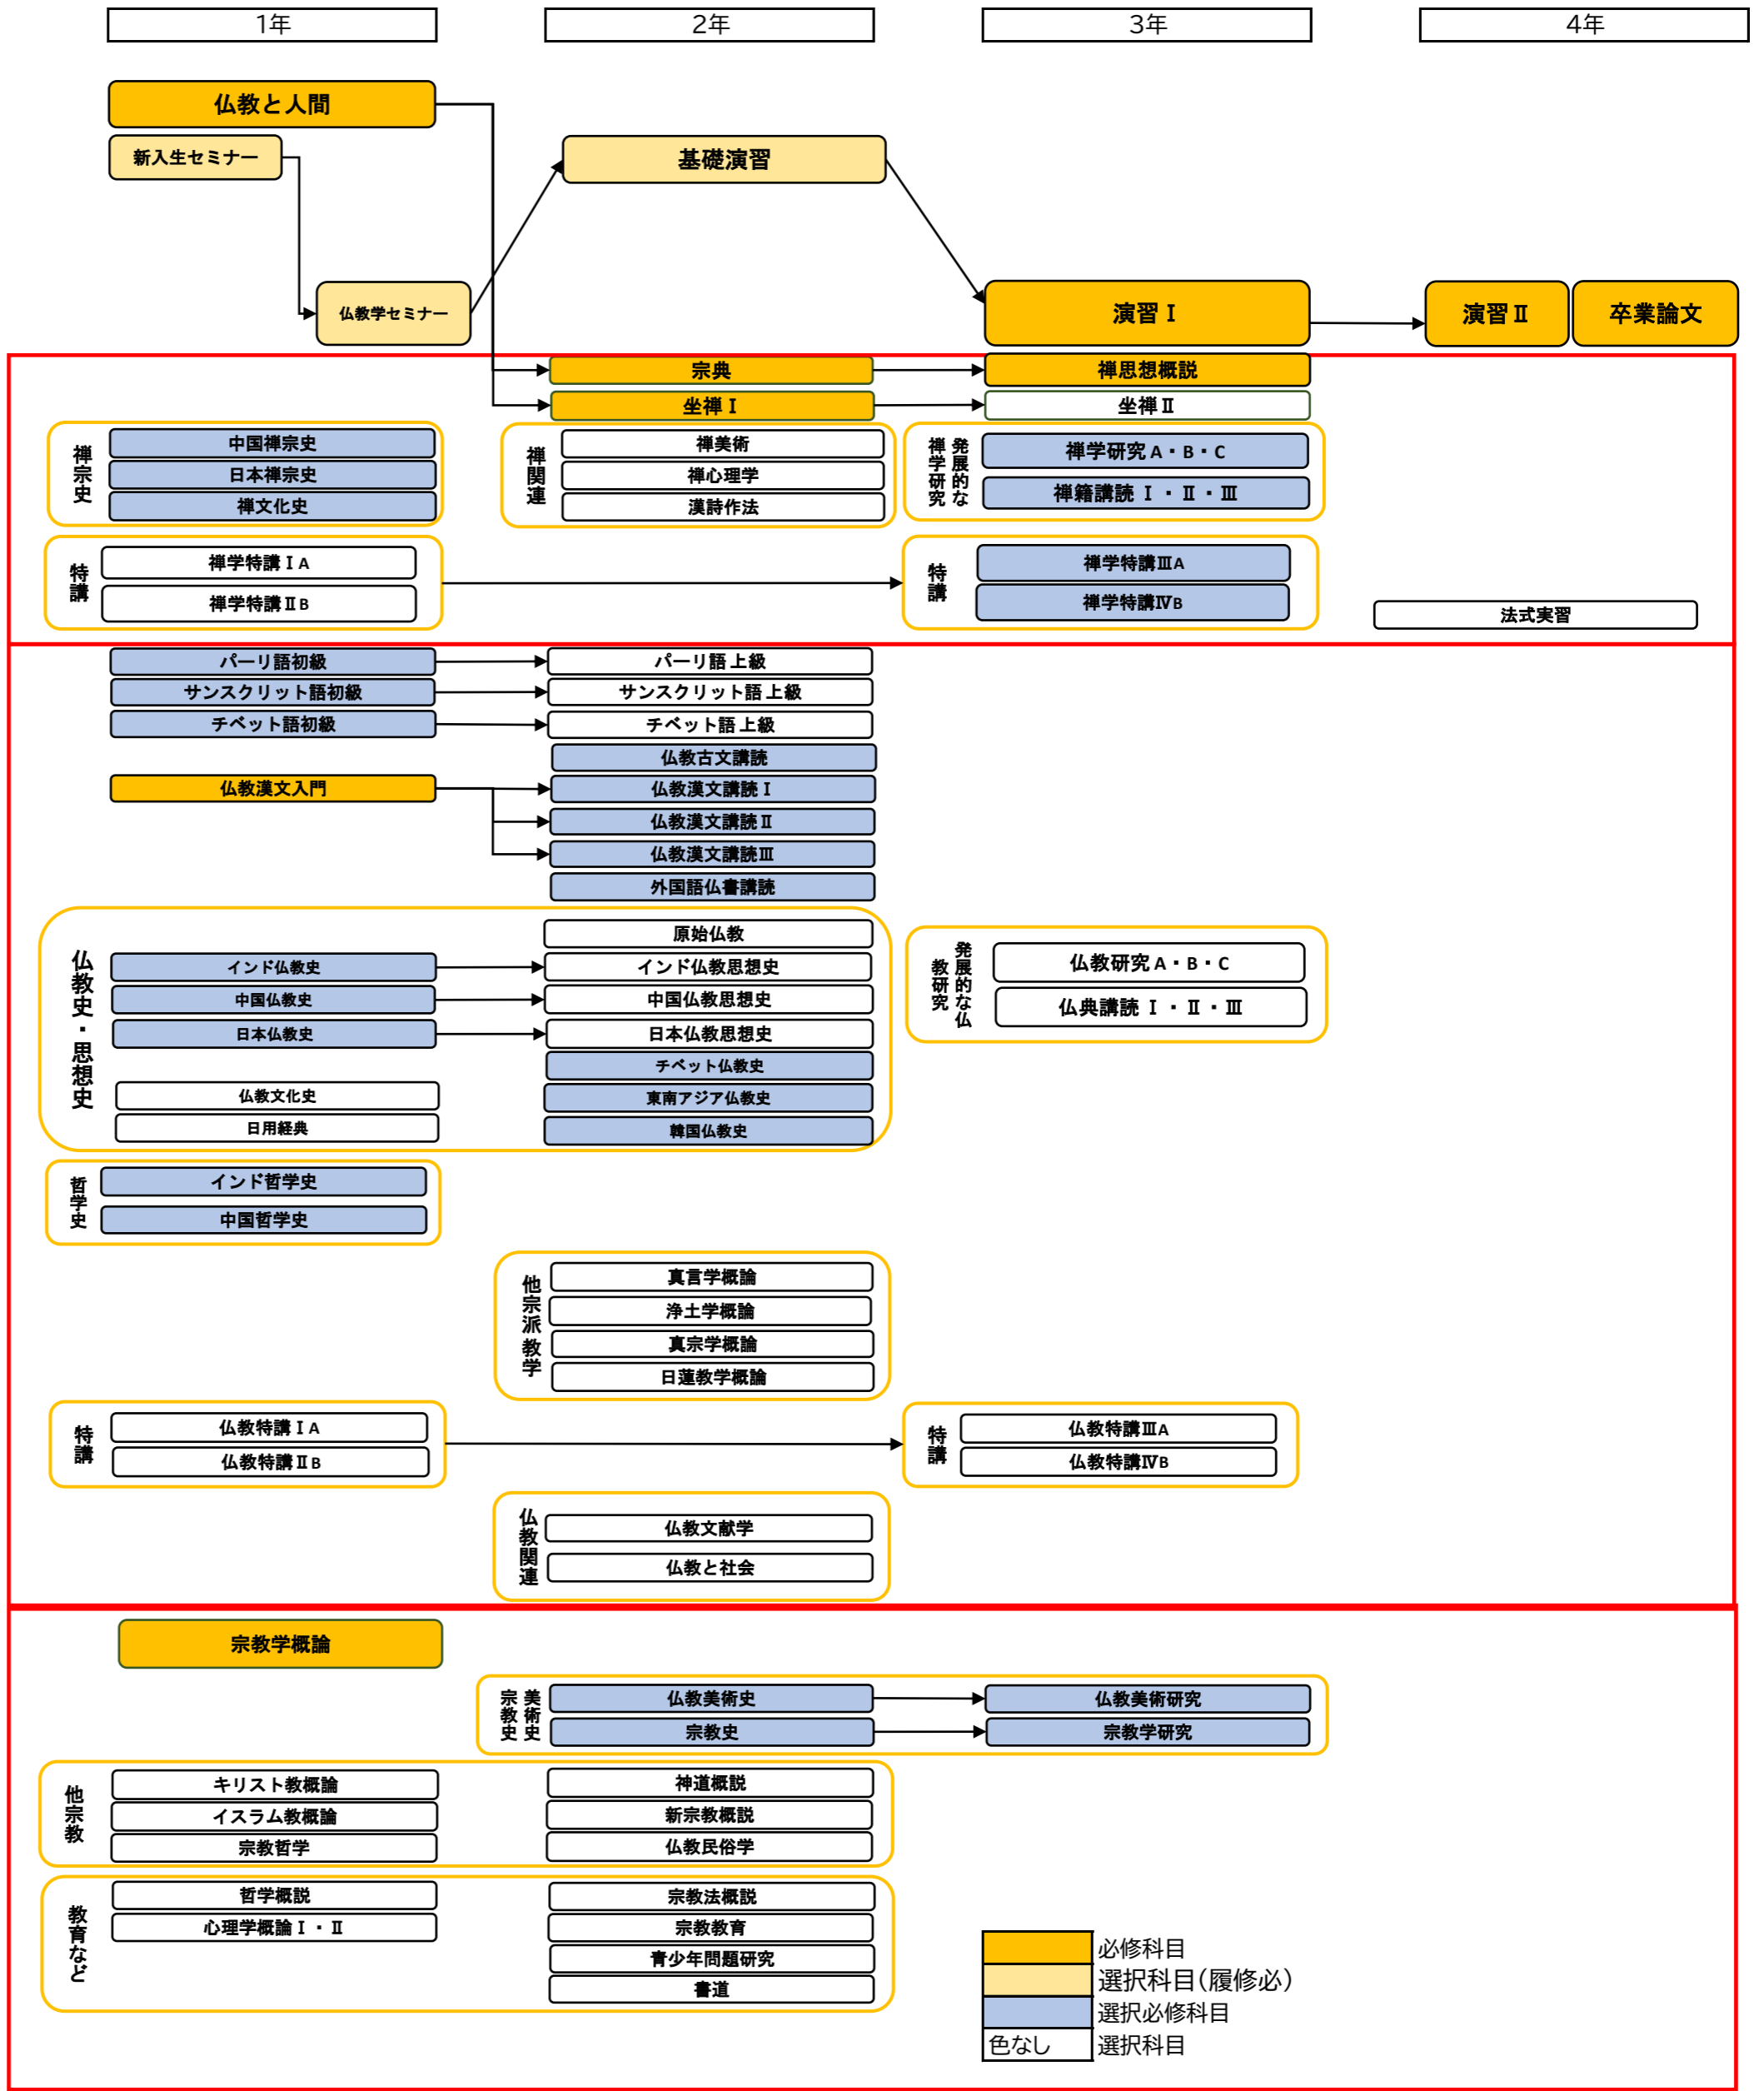 1年
2年
3年
4年
仏教と人間
新入生セミナー
基礎演習
仏教学セミナー
演習Ⅰ
演習Ⅱ
卒業論文
宗典
禅思想概説
坐禅Ⅰ
坐禅Ⅱ
禅宗史
中国禅宗史
日本禅宗史
禅文化史
禅関連
禅美術
禅心理学
漢詩作法
発展的な
禅学研究
禅学研究 A・B・C
禅籍講読 Ⅰ・Ⅱ・Ⅲ
特講
禅学特講ⅠA
禅学特講ⅡB
特講
禅学特講ⅢA
禅学特講ⅣB
法式実習
パーリ語初級
パーリ語 上級
サンスクリット語初級
サンスクリット語 上級
チベット語初級
チベット語 上級
仏教古文講読
仏教漢文入門
仏教漢文講読Ⅰ
仏教漢文講読Ⅱ
仏教漢文講読Ⅲ
外国語仏書講読
仏教史・思想史
原始仏教
インド仏教史
インド仏教思想史
中国仏教史
中国仏教思想史
日本仏教史
日本仏教思想史
チベット仏教史
仏教文化史
東南アジア仏教史
日用経典
韓国仏教史
発展的な仏
教研究
仏教研究 A・B・C
仏典講読 Ⅰ・Ⅱ・Ⅲ
哲学史
インド哲学史
中国哲学史
他宗派教学
真言学概論
浄土学概論
真宗学概論
日蓮教学概論
特講
仏教特講ⅠA
仏教特講ⅡB
特講
仏教特講ⅢA
仏教特講ⅣB
仏教関連
仏教文献学
仏教と社会
宗教学概論
美術史
宗教史
仏教美術史
仏教美術研究
宗教史
宗教学研究
他宗教
キリスト教概論
神道概説
イスラム教概論
新宗教概説
宗教哲学
仏教民俗学
教育など
哲学概説
宗教法概説
心理学概論Ⅰ・Ⅱ
宗教教育
青少年問題研究
書道
必修科目
選択科目(履修必)
選択必修科目
色なし
選択科目